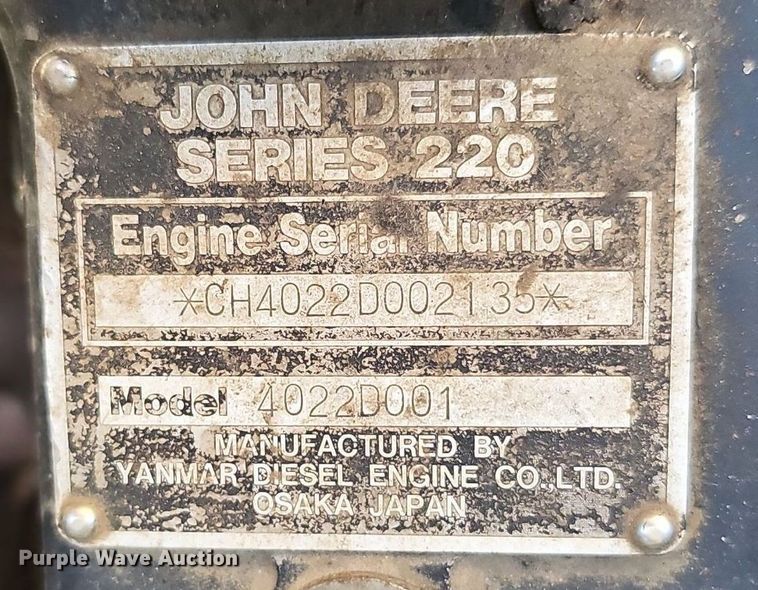 JOHN DEERE
SERIES 220
Engine Serial Number
*CH4022D002135*
Model 4022D001
MANUFACTURED BY
YANMAR DIESEL ENGINE CO.,LTD.
OSAKA JAPAN
Purple Wave Auction